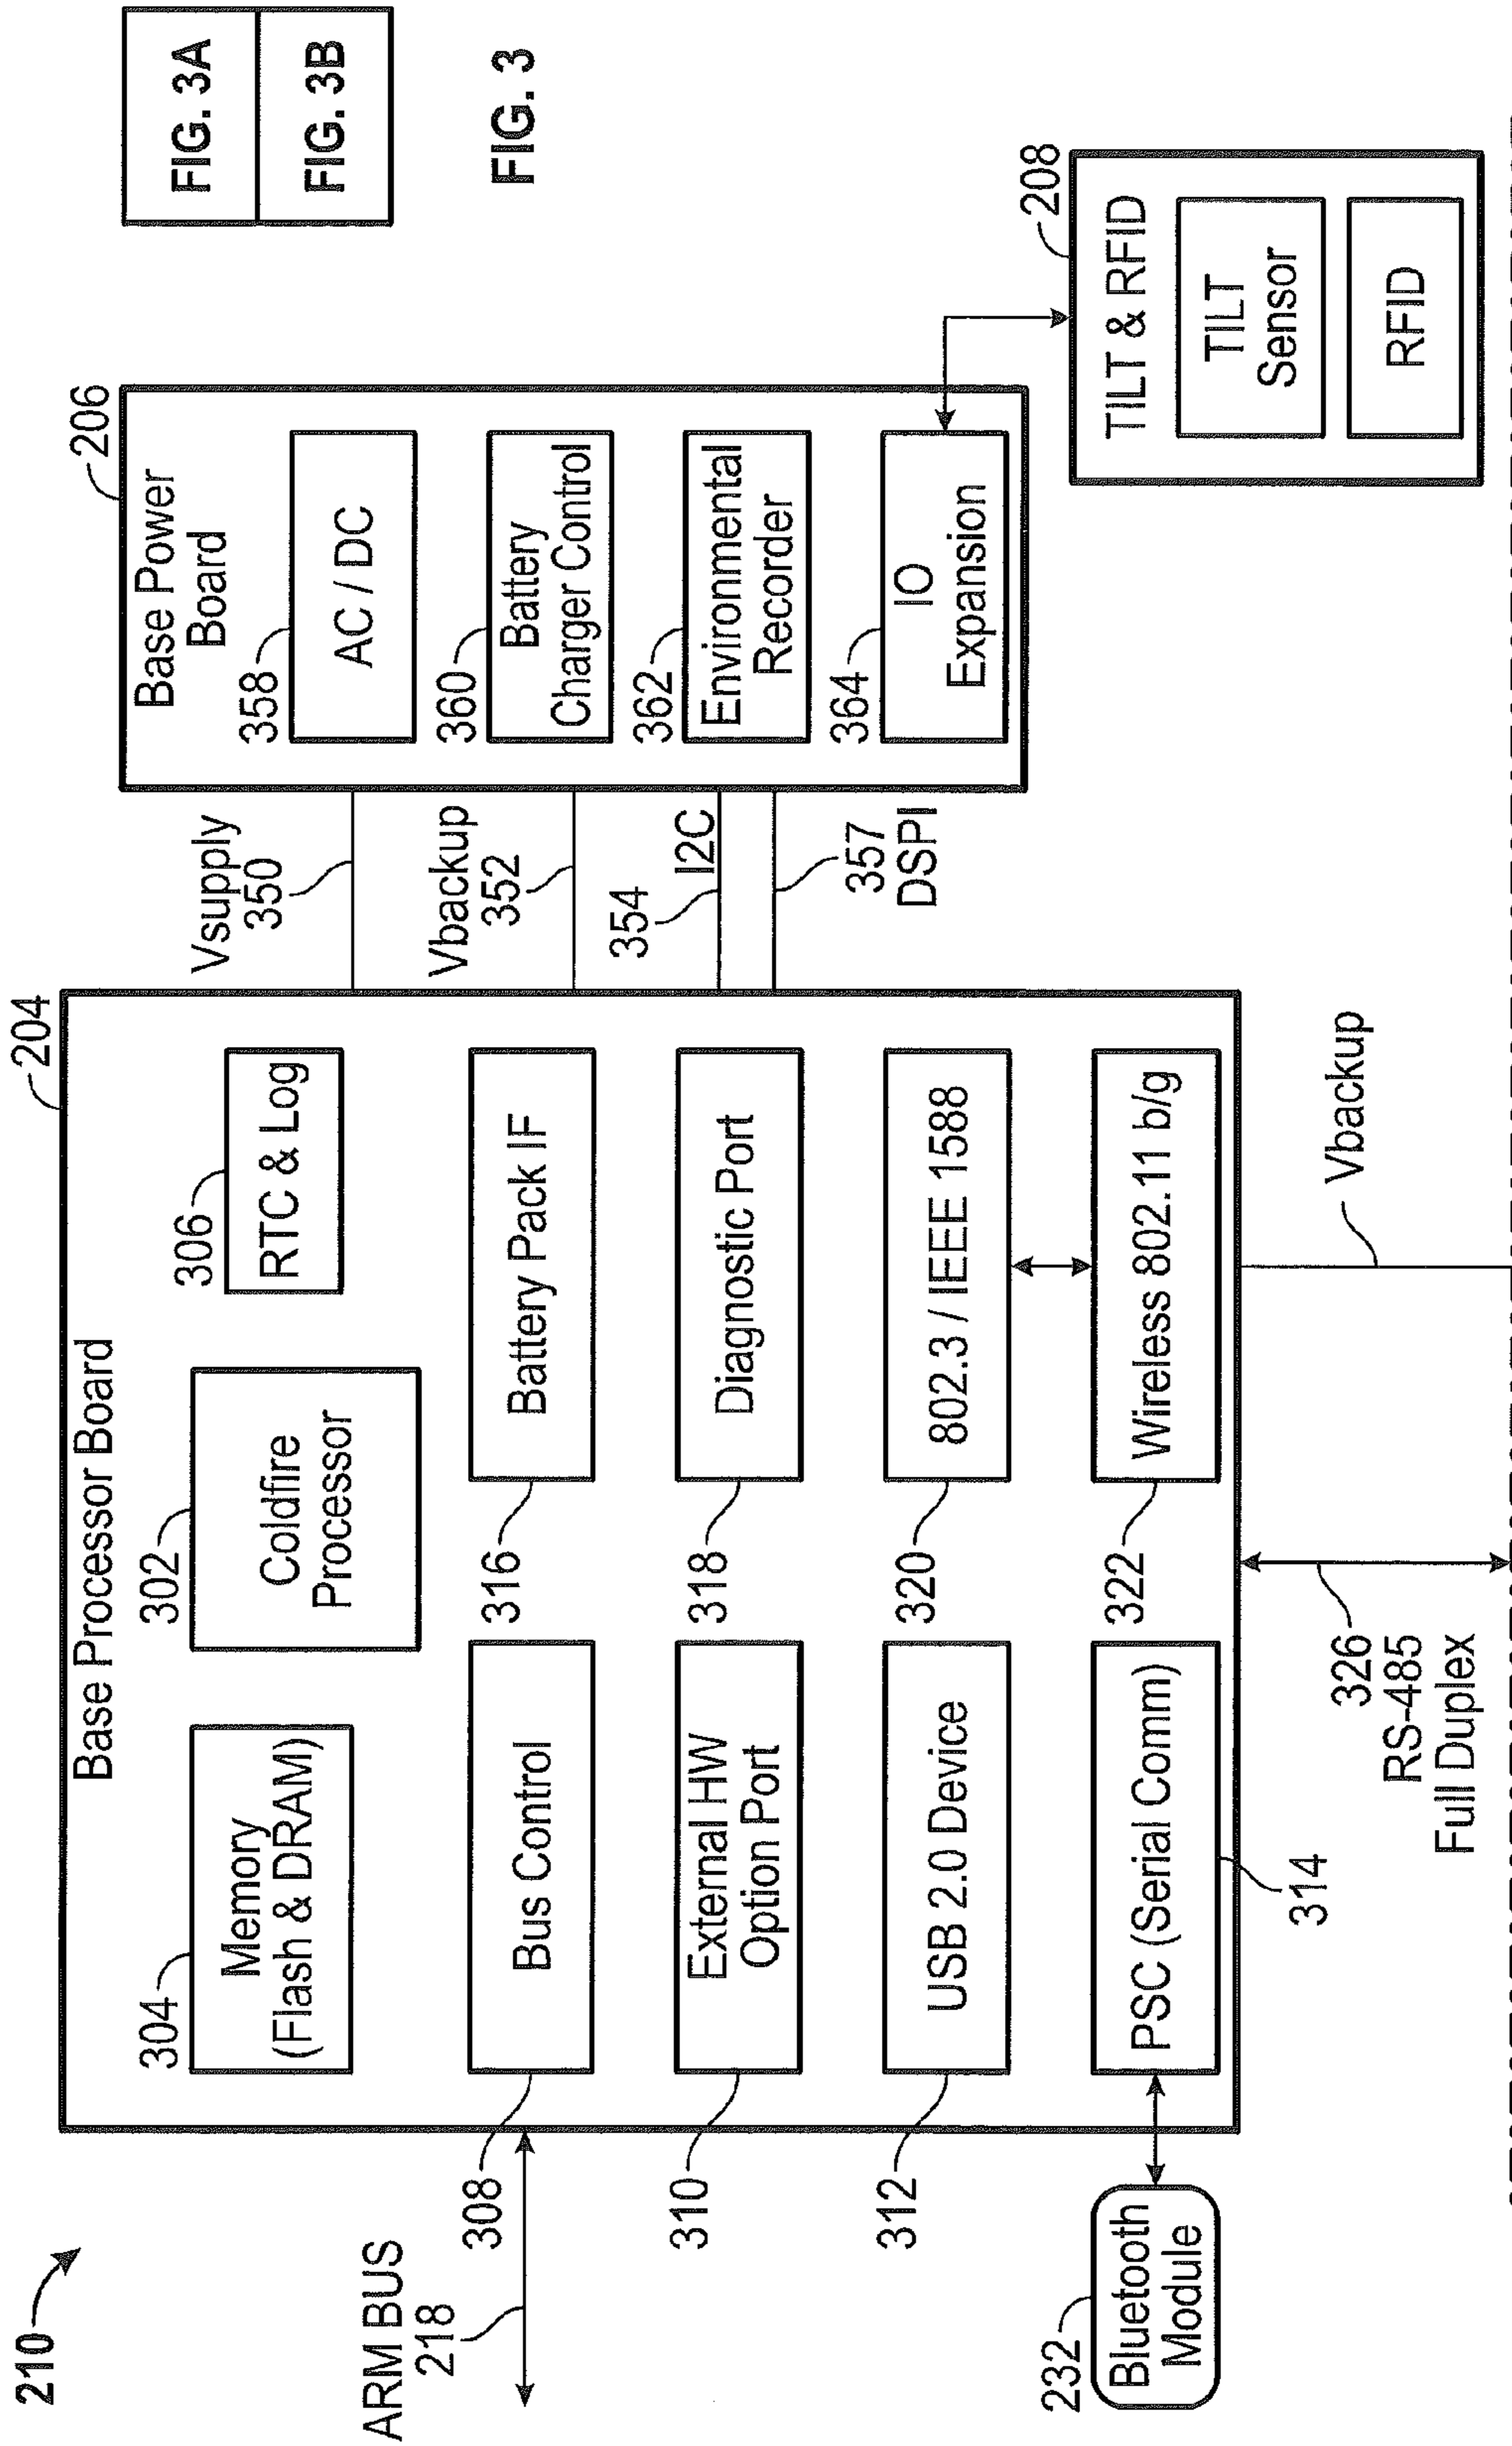 210
Base Processor Board
204
304
Memory
(Flash & DRAM)
302
Coldfire
Processor
306
RTC & Log
ARM BUS
218
308
Bus Control
316
Battery Pack IF
310
External HW
Option Port
318
Diagnostic Port
312
USB 2.0 Device
320
802.3 / IEEE 1588
232
Bluetooth
Module
PSC (Serial Comm)
314
322
Wireless 802.11 b/g
326
RS-485
Full Duplex
Vbackup
Vsupply
350
Vbackup
352
354
I2C
357
DSPI
206
Base Power
Board
358
AC / DC
360
Battery
Charger Control
362
Environmental
Recorder
364
IO
Expansion
208
TILT & RFID
TILT
Sensor
RFID
FIG. 3A
FIG. 3B
FIG. 3